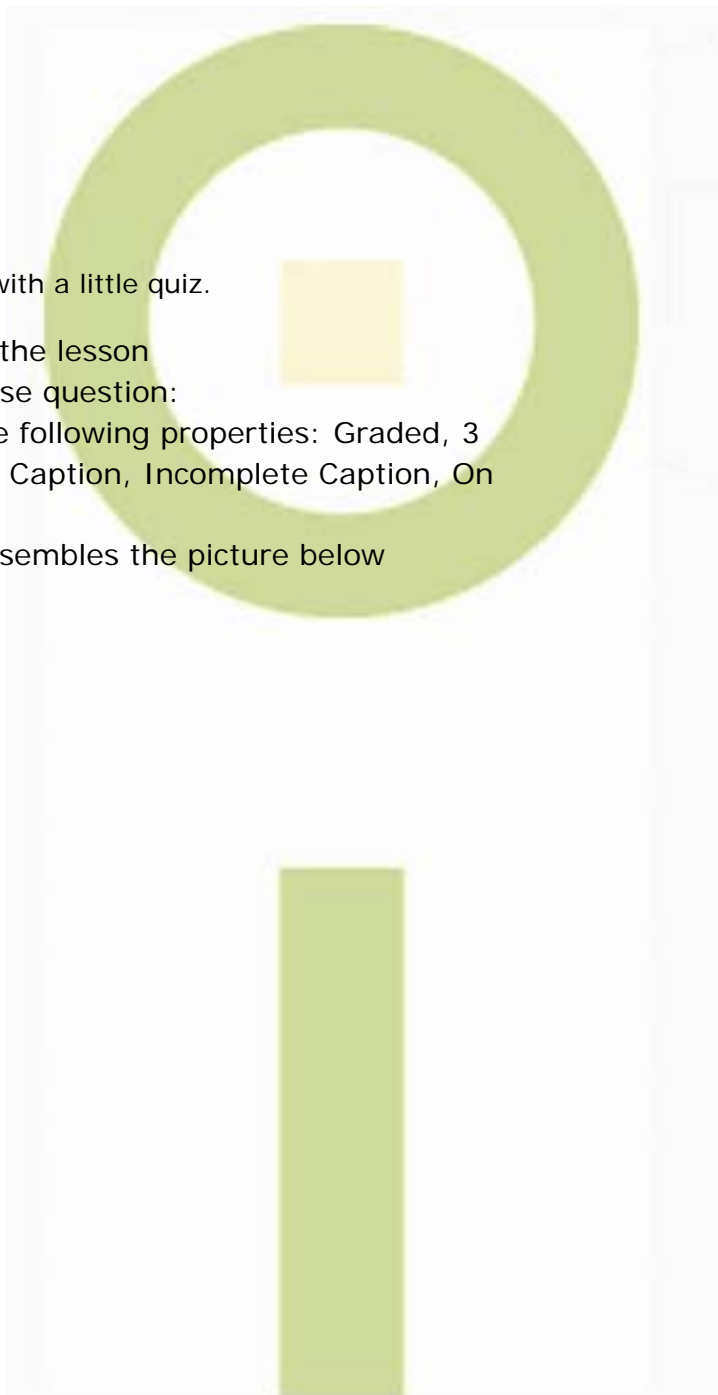 with a little quiz.
the lesson
se question:
e following properties: Graded, 3
Caption, Incomplete Caption, On
sembles the picture below